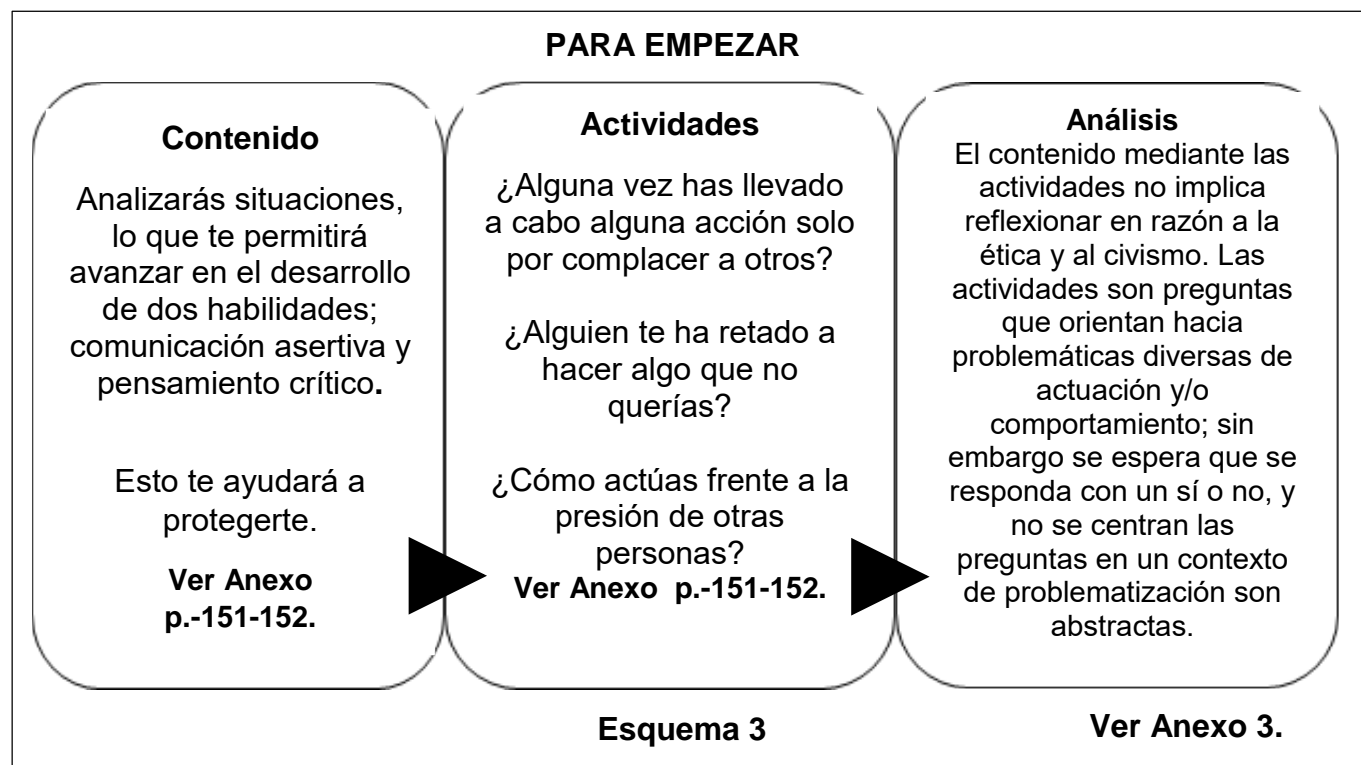 PARA EMPEZAR
Contenido
Analizarás situaciones,
lo que te permitirá
avanzar en el desarrollo
de dos habilidades;
comunicación asertiva y
pensamiento crítico.
Esto te ayudará a
protegerte.
Ver Anexo
p.-151-152.
Actividades
¿Alguna vez has llevado
a cabo alguna acción solo
por complacer a otros?
¿Alguien te ha retado a
hacer algo que no
querías?
¿Cómo actúas frente a la
presión de otras
personas?
Ver Anexo p.-151-152.
Análisis
El contenido mediante las
actividades no implica
reflexionar en razón a la
ética y al civismo. Las
actividades son preguntas
que orientan hacia
problemáticas diversas de
actuación y/o
comportamiento; sin
embargo se espera que se
responda con un sí o no, y
no se centran las
preguntas en un contexto
de problematización son
abstractas.
Esquema 3
Ver Anexo 3.